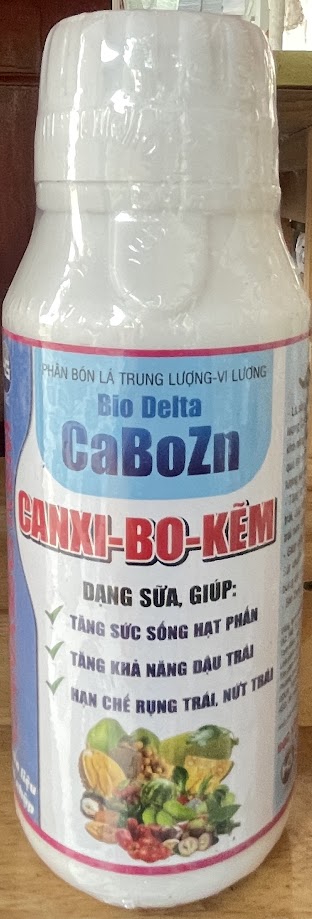 PHÂN BÓN LÁ TRUNG LƯỢNG-VI LƯỢNG
Bio Delta
CaBoZn
CANXI-BO-KẼM
DẠNG SỮA, GIÚP:
TĂNG SỨC SỐNG HẠT PHẤN
TĂNG KHẢ NĂNG ĐẬU TRÁI
HẠN CHẾ RỤNG TRÁI, NỨT TRÁI